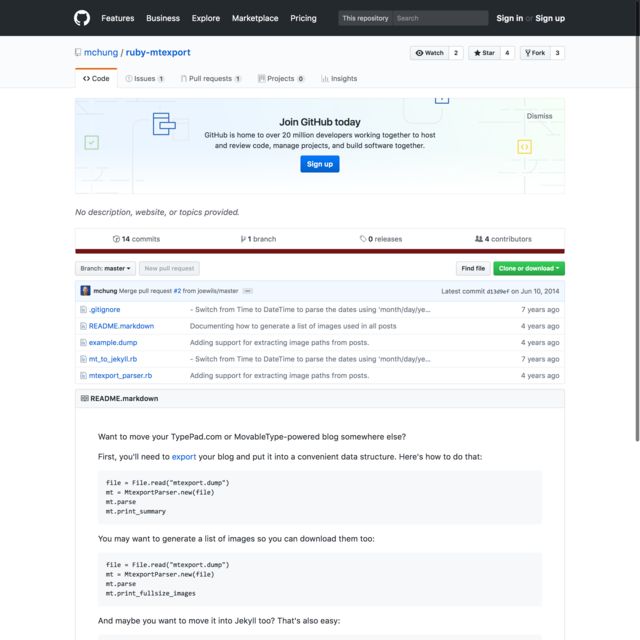 Features Business Explore Marketplace Pricing This repository Search Sign in or Sign up
mchung / ruby-mtexport Watch 2 Star 4 Fork 3
Code Issues 1 Pull requests 1 Projects 0 Insights
Join GitHub today Dismiss
GitHub is home to over 20 million developers working together to host
and review code, manage projects, and build software together.
Sign up
No description, website, or topics provided.
14 commits 1 branch 0 releases 4 contributors
Branch: master New pull request Find file Clone or download
mchung Merge pull request #2 from joewils/master … Latest commit d13d9ef on Jun 10, 2014
.gitignore - Switch from Time to DateTime to parse the dates using 'month/day/ye… 7 years ago
README.markdown Documenting how to generate a list of images used in all posts 4 years ago
example.dump Adding support for extracting image paths from posts. 4 years ago
mt_to_jekyll.rb - Switch from Time to DateTime to parse the dates using 'month/day/ye… 7 years ago
mtexport_parser.rb Adding support for extracting image paths from posts. 4 years ago
README.markdown
Want to move your TypePad.com or MovableType-powered blog somewhere else?
First, you'll need to export your blog and put it into a convenient data structure. Here's how to do that:
file = File.read("mtexport.dump")
mt = MtexportParser.new(file)
mt.parse
mt.print_summary
You may want to generate a list of images so you can download them too:
file = File.read("mtexport.dump")
mt = MtexportParser.new(file)
mt.parse
mt.print_fullsize_images
And maybe you want to move it into Jekyll too? That's also easy: